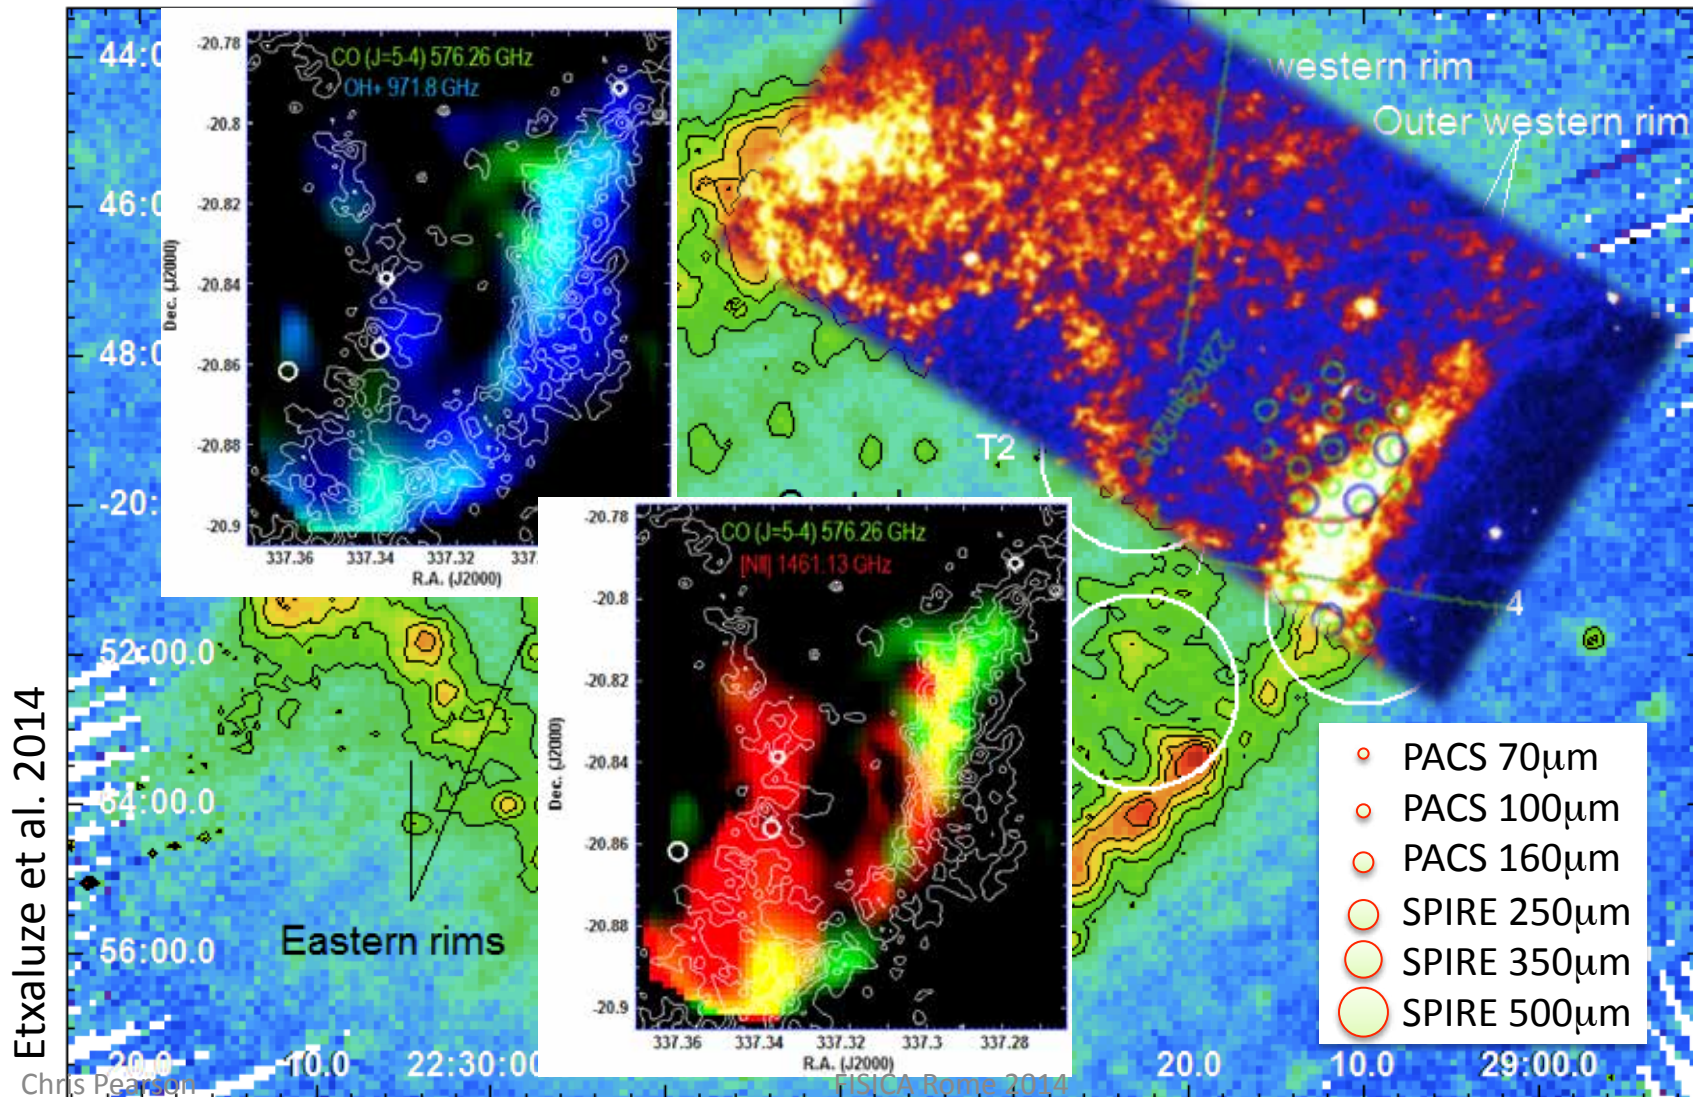 44:0
46:0
48:0
-20:
52:00.0
54:00.0
56:00.0
20.0
10.0
22:30:00
20.0
10.0
29:00.0
-20.78
-20.8
-20.82
-20.84
-20.86
-20.88
-20.9
Dec. (J2000)
CO (J=5-4) 576.26 GHz
OH+ 971.8 GHz
337.36
337.34
337.32
337.
R.A. (J2000)
western rim
Outer western rim
T2
22h29m20s
4
-20.78
-20.8
-20.82
-20.84
-20.86
-20.88
-20.9
Dec. (J2000)
CO (J=5-4) 576.26 GHz
[NII] 1461.13 GHz
337.36
337.34
337.32
337.3
337.28
R.A. (J2000)
Eastern rims
PACS 70μm
PACS 100μm
PACS 160μm
SPIRE 250μm
SPIRE 350μm
SPIRE 500μm
Etxaluze et al. 2014
Chris Pearson
FISICA Rome 2014